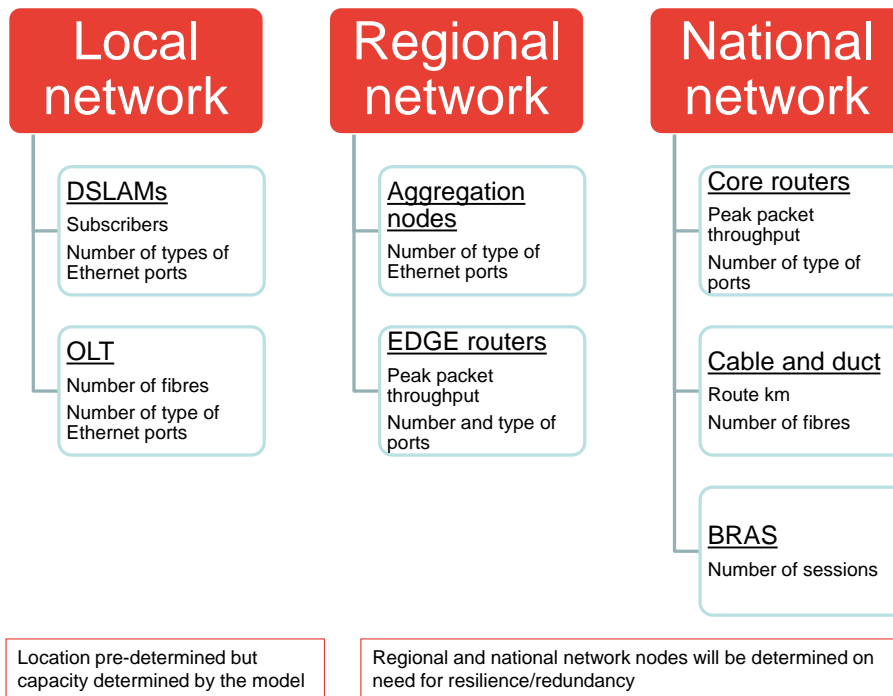 Local
network
DSLAMs
Subscribers
Number of types of
Ethernet ports
OLT
Number of fibres
Number of type of
Ethernet ports
Regional
network
Aggregation
nodes
Number of type of
Ethernet ports
EDGE routers
Peak packet
throughput
Number and type of
ports
National
network
Core routers
Peak packet
throughput
Number of type of
ports
Cable and duct
Route km
Number of fibres
BRAS
Number of sessions
Location pre-determined but
capacity determined by the model
Regional and national network nodes will be determined on
need for resilience/redundancy